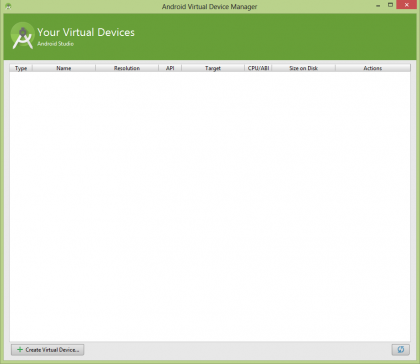 Android Virtual Device Manager
Your Virtual Devices
Android Studio
Type Name Resolution API Target CPU/ABI Size on Disk Actions
+ Create Virtual Device...